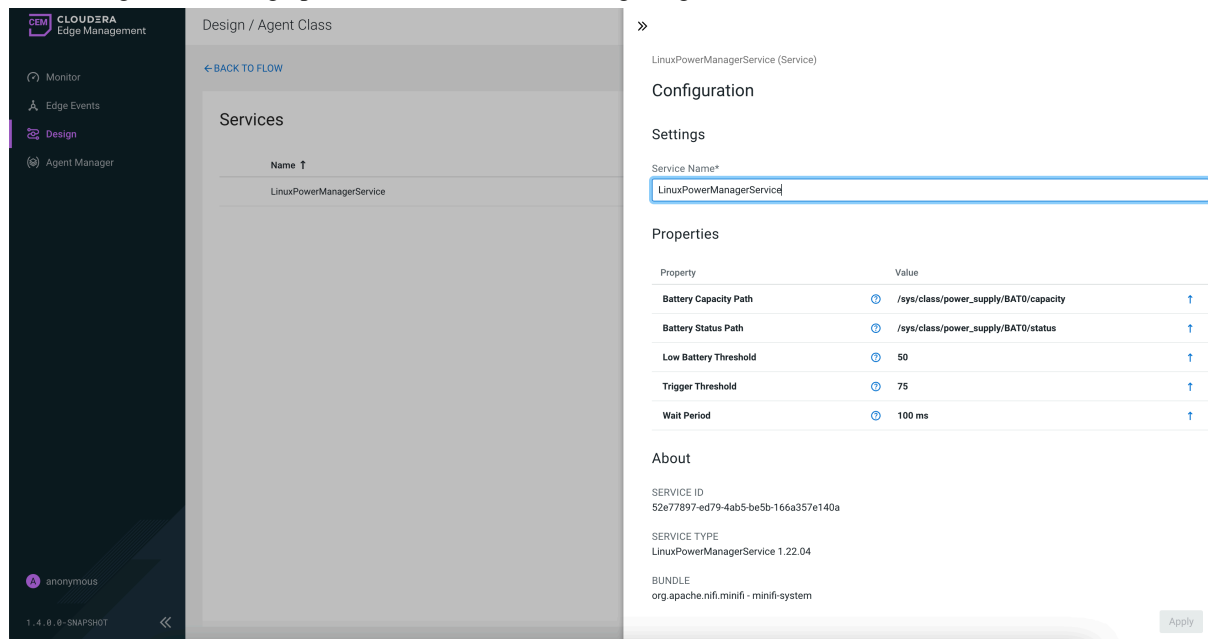 CEM CLOUDERA
Edge Management
Monitor
Edge Events
Design
Agent Manager
A anonymous
1.4.0.0-SNAPSHOT
Design / Agent Class
BACK TO FLOW
Services
Name
LinuxPowerManagerService
LinuxPowerManagerService (Service)
Configuration
Settings
Service Name*
LinuxPowerManagerService
Properties
Property Value
Battery Capacity Path /sys/class/power_supply/BAT0/capacity
Battery Status Path /sys/class/power_supply/BAT0/status
Low Battery Threshold 50
Trigger Threshold 75
Wait Period 100 ms
About
SERVICE ID
52e77897-ed79-4ab5-be5b-166a357e140a
SERVICE TYPE
LinuxPowerManagerService 1.22.04
BUNDLE
org.apache.nifi.minifi - minifi-system
Apply